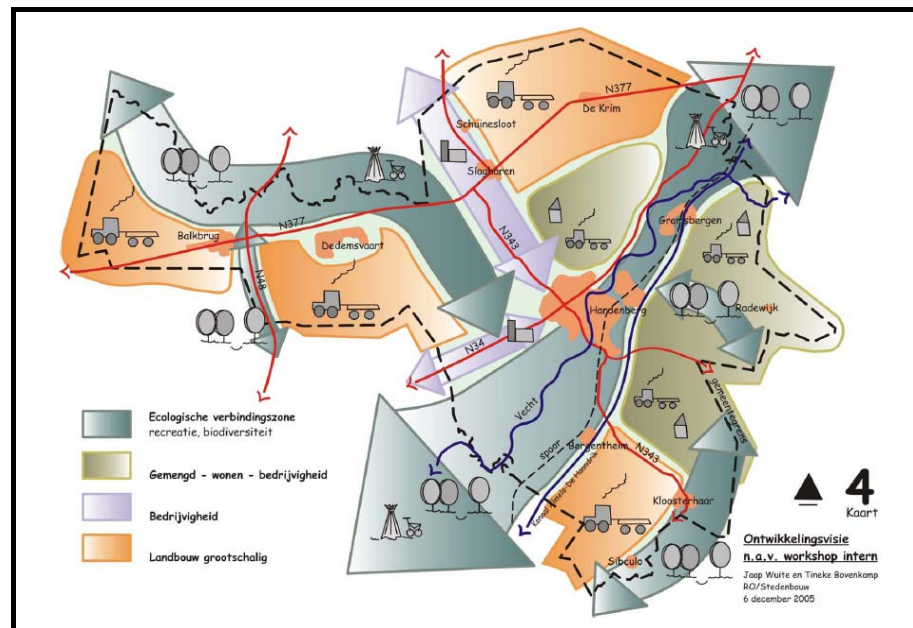 N377
De Krim
Schuinesloot
Slagharen
N377
Balkbrug
Dedemsvaart
N48
N343
Gramsbergen
Hardenberg
Radewijk
N34
Vecht
spoor
gemeentegrens
Bergentheim
N343
Kanaal Almelo-De Haandrik
Kloosterhaar
Sibculo
Ecologische verbindingszone
recreatie, biodiversiteit
Gemengd - wonen - bedrijvigheid
Bedrijvigheid
Landbouw grootschalig
4
Kaart
Ontwikkelingsvisie
n.a.v. workshop intern
Jaap Wuite en Tineke Bovenkamp
RO/Stedenbouw
6 december 2005